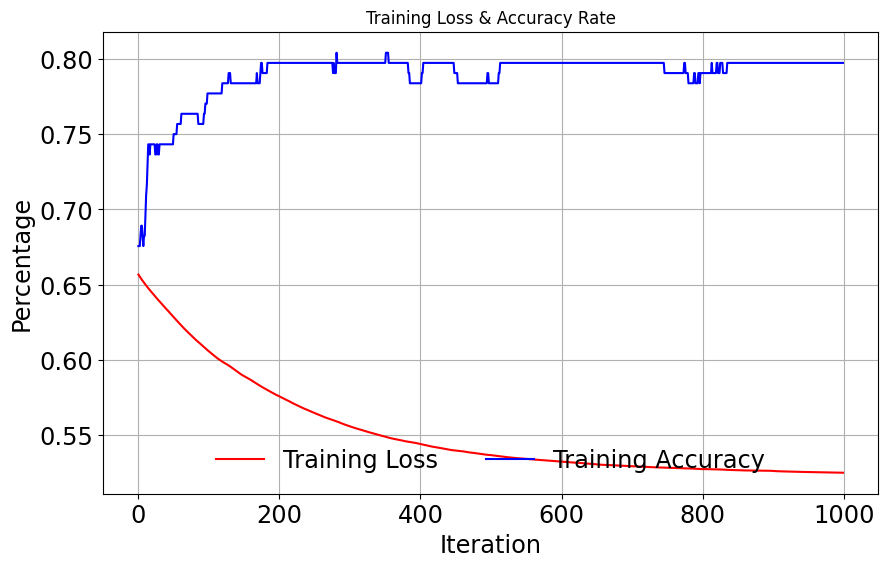 Training Loss & Accuracy Rate
Percentage
0.80
0.75
0.70
0.65
0.60
0.55
Training Loss
Training Accuracy
0 200 400 600 800 1000
Iteration